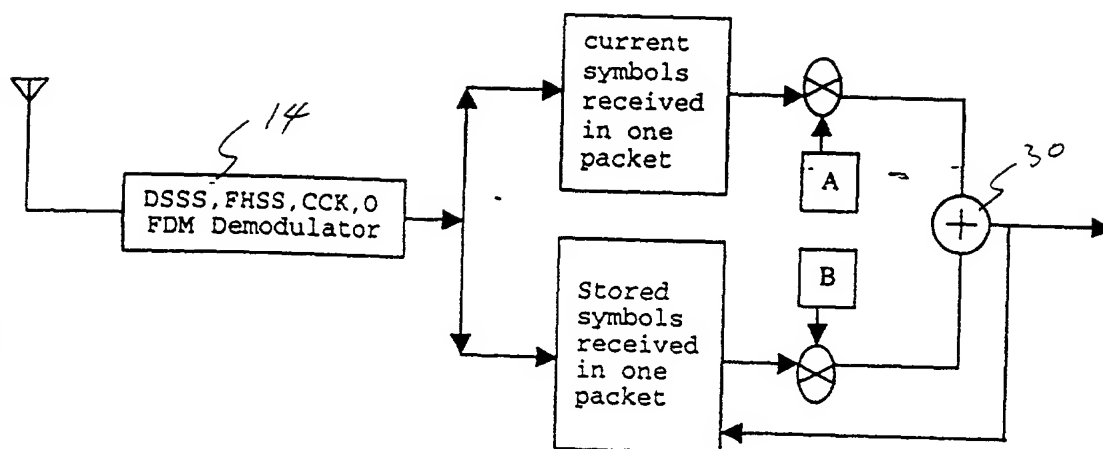 14
DSSS,FHSS,CCK,O
FDM Demodulator
current
symbols
received
in one
packet
A
30
B
Stored
symbols
received
in one
packet